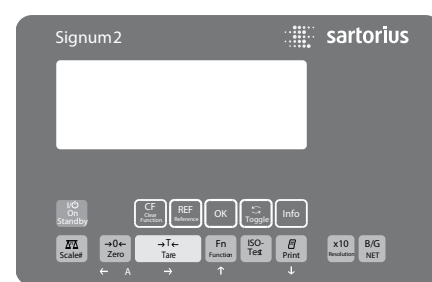 Signum 2
sartorius
I/⏻ On Standby
CF Clear Function
REF Reference
OK
Toggle
Info
Scale#
→0← Zero
→T← Tare
Fn Function
ISO-Test
Print
x10 Resolution
B/G NET
← A → ↑ ↓